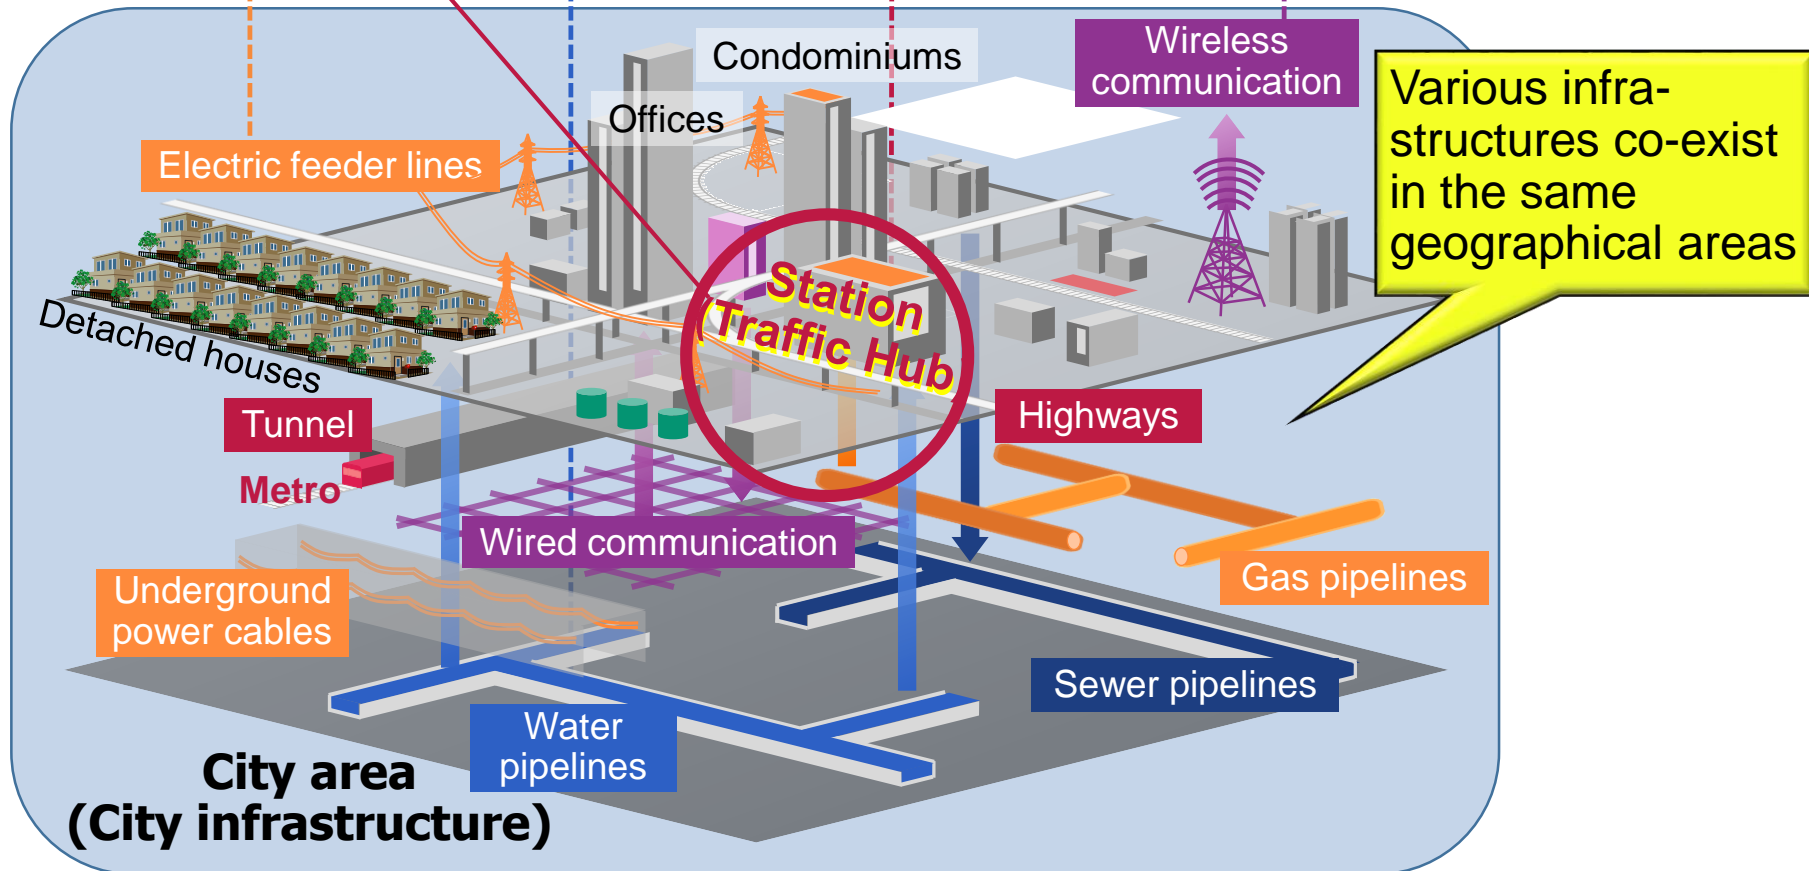 Condominiums
Wireless
communication
Offices
Various infra-
structures co-exist
in the same
geographical areas
Electric feeder lines
Station
(Traffic Hub)
Detached houses
Tunnel
Highways
Metro
Wired communication
Gas pipelines
Underground
power cables
Sewer pipelines
Water
pipelines
City area
(City infrastructure)